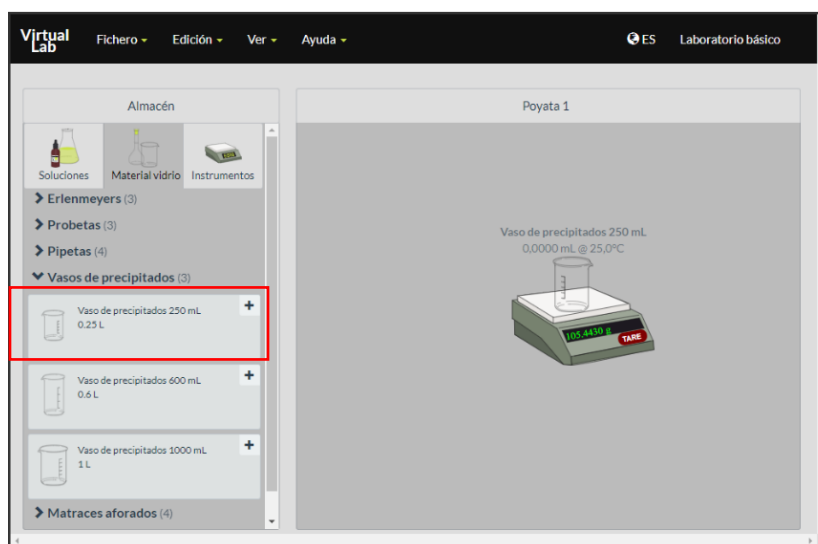 Virtual Lab
Fichero
Edición
Ver
Ayuda
ES
Laboratorio básico
Almacén
Soluciones
Material vidrio
Instrumentos
Erlenmeyers (3)
Probetas (3)
Pipetas (4)
Vasos de precipitados (3)
Vaso de precipitados 250 mL
0.25 L
Vaso de precipitados 600 mL
0.6 L
Vaso de precipitados 1000 mL
1 L
Matraces aforados (4)
Poyata 1
Vaso de precipitados 250 mL
0,0000 mL @ 25,0°C
105.4430 g
TARE